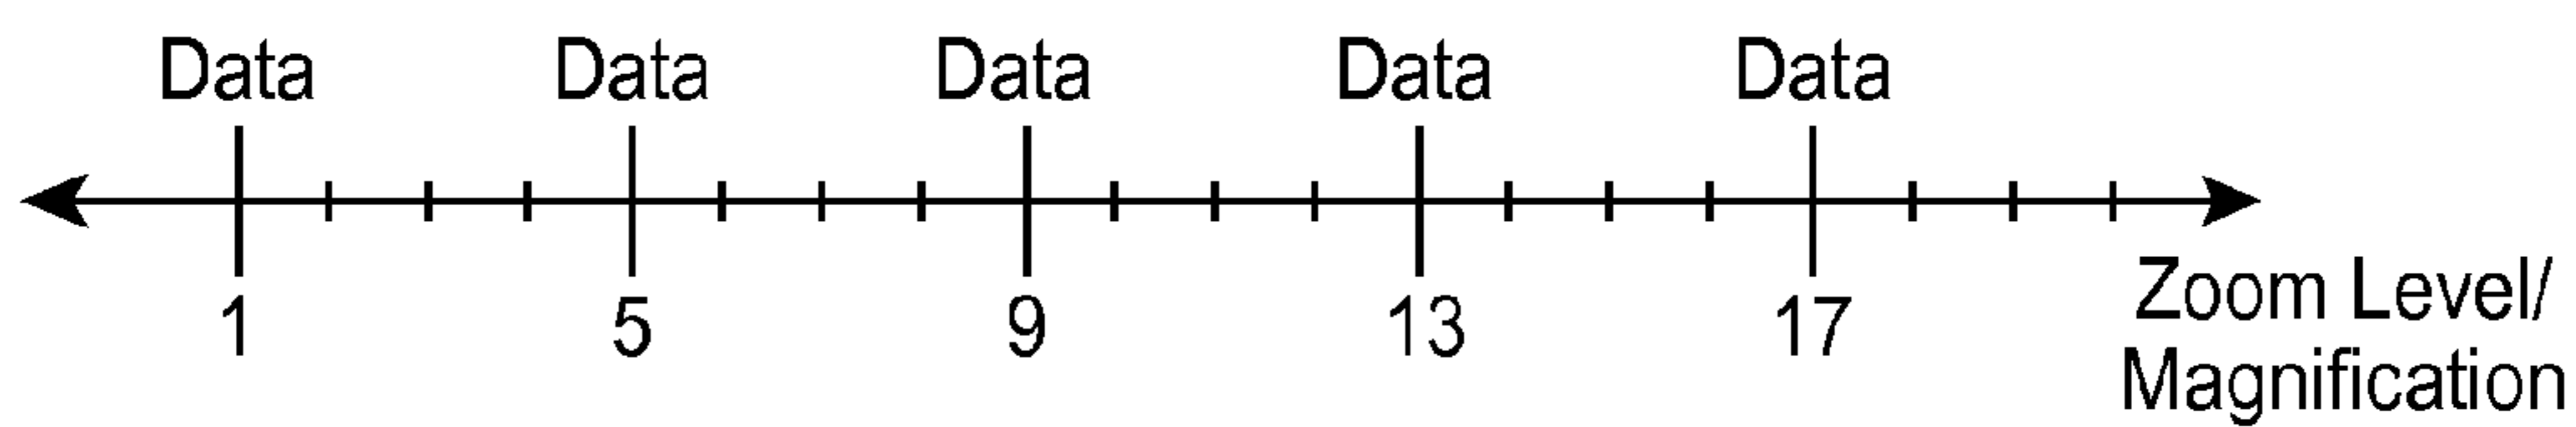 Data Data Data Data Data
1 5 9 13 17
Zoom Level/
Magnification